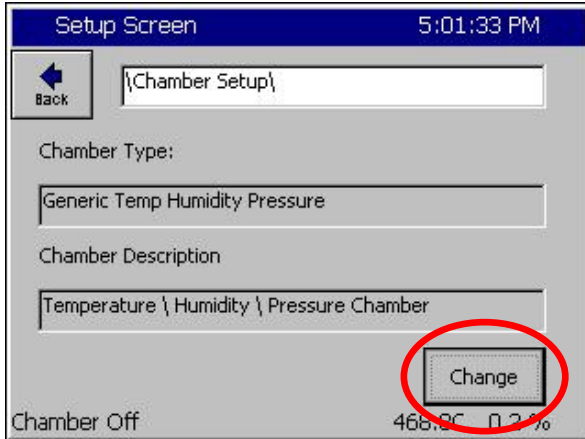 Setup Screen 5:01:33 PM
Back
\Chamber Setup\
Chamber Type:
Generic Temp Humidity Pressure
Chamber Description
Temperature \ Humidity \ Pressure Chamber
Change
Chamber Off %